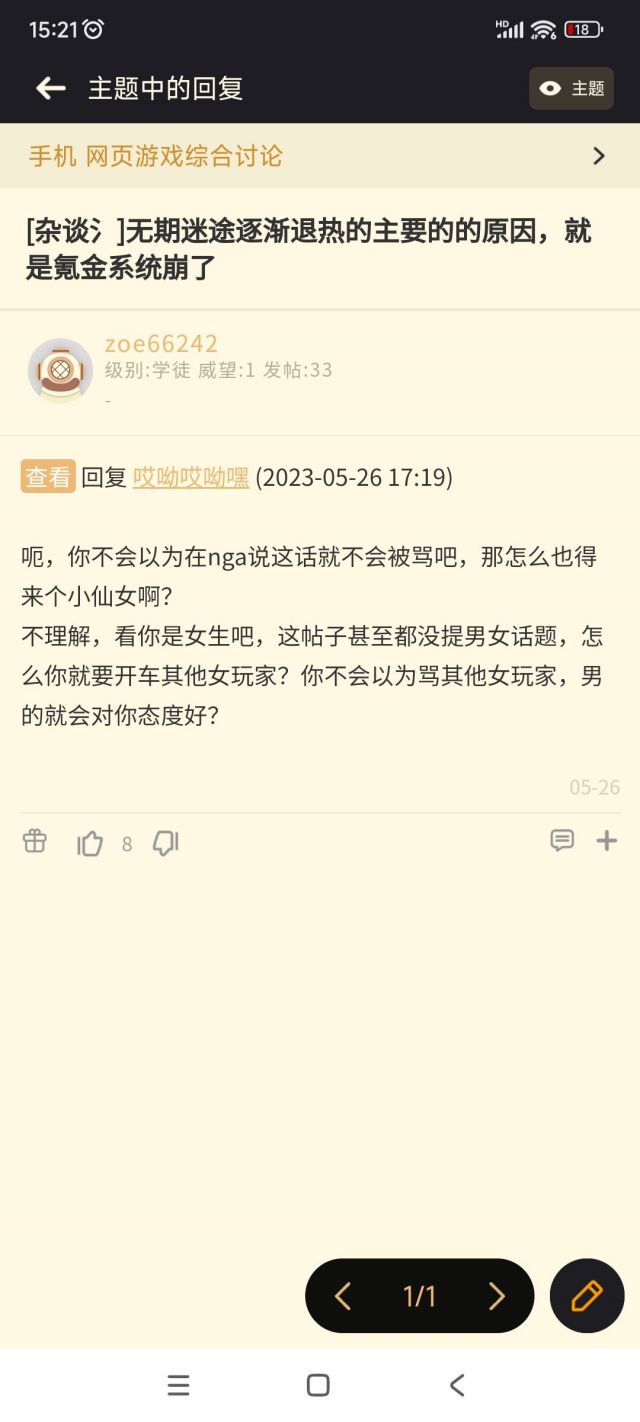 15:21
HD
6
18
主题中的回复
主题
手机 网页游戏综合讨论
[杂谈氵]无期迷途逐渐退热的主要的的原因，就
是氪金系统崩了
zoe66242
级别:学徒 威望:1 发帖:33
-
查看 回复 哎呦哎呦嘿 (2023-05-26 17:19)
呃，你不会以为在nga说这话就不会被骂吧，那怎么也得
来个小仙女啊？
不理解，看你是女生吧，这帖子甚至都没提男女话题，怎
么你就要开车其他女玩家？你不会以为骂其他女玩家，男
的就会对你态度好？
05-26
8
1/1